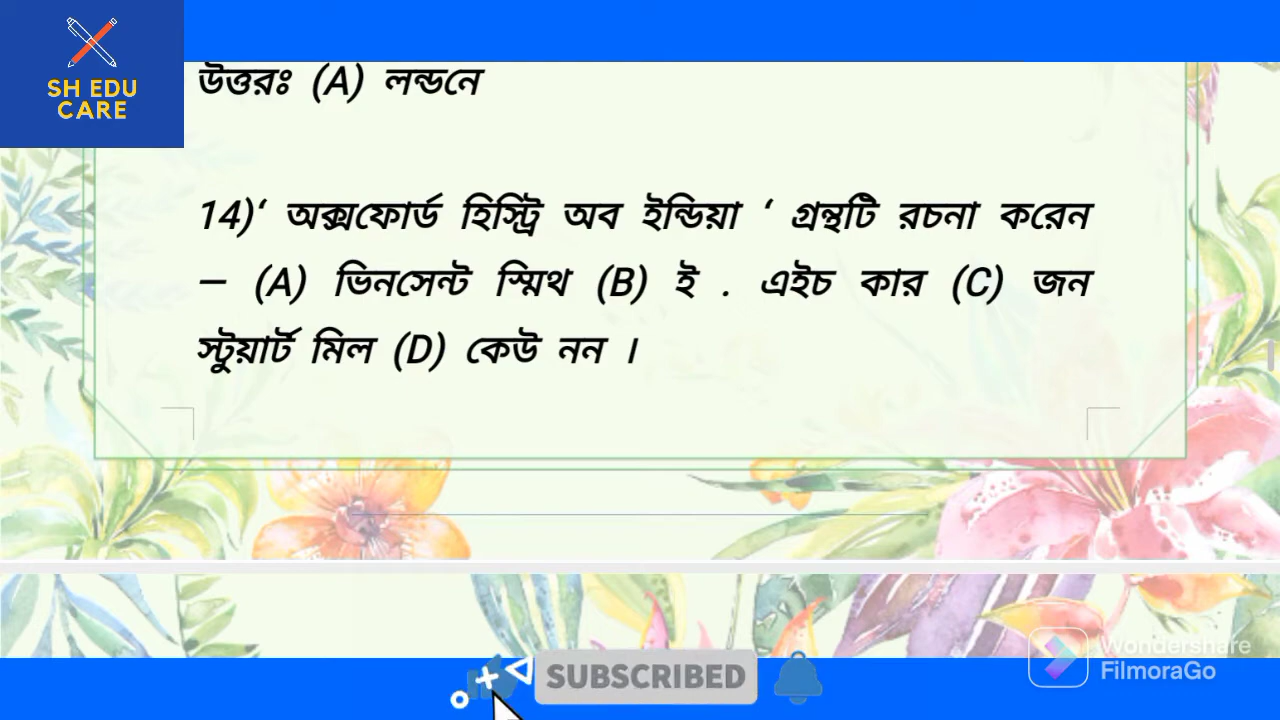 SH EDU
CARE
উত্তরঃ (A) লন্ডনে
14)‘ অক্সফোর্ড হিস্ট্রি অব ইন্ডিয়া ‘ গ্রন্থটি রচনা করেন
– (A) ভিনসেন্ট স্মিথ (B) ই . এইচ কার (C) জন
স্টুয়ার্ট মিল (D) কেউ নন ।
SUBSCRIBED
Wondershare
FilmoraGo